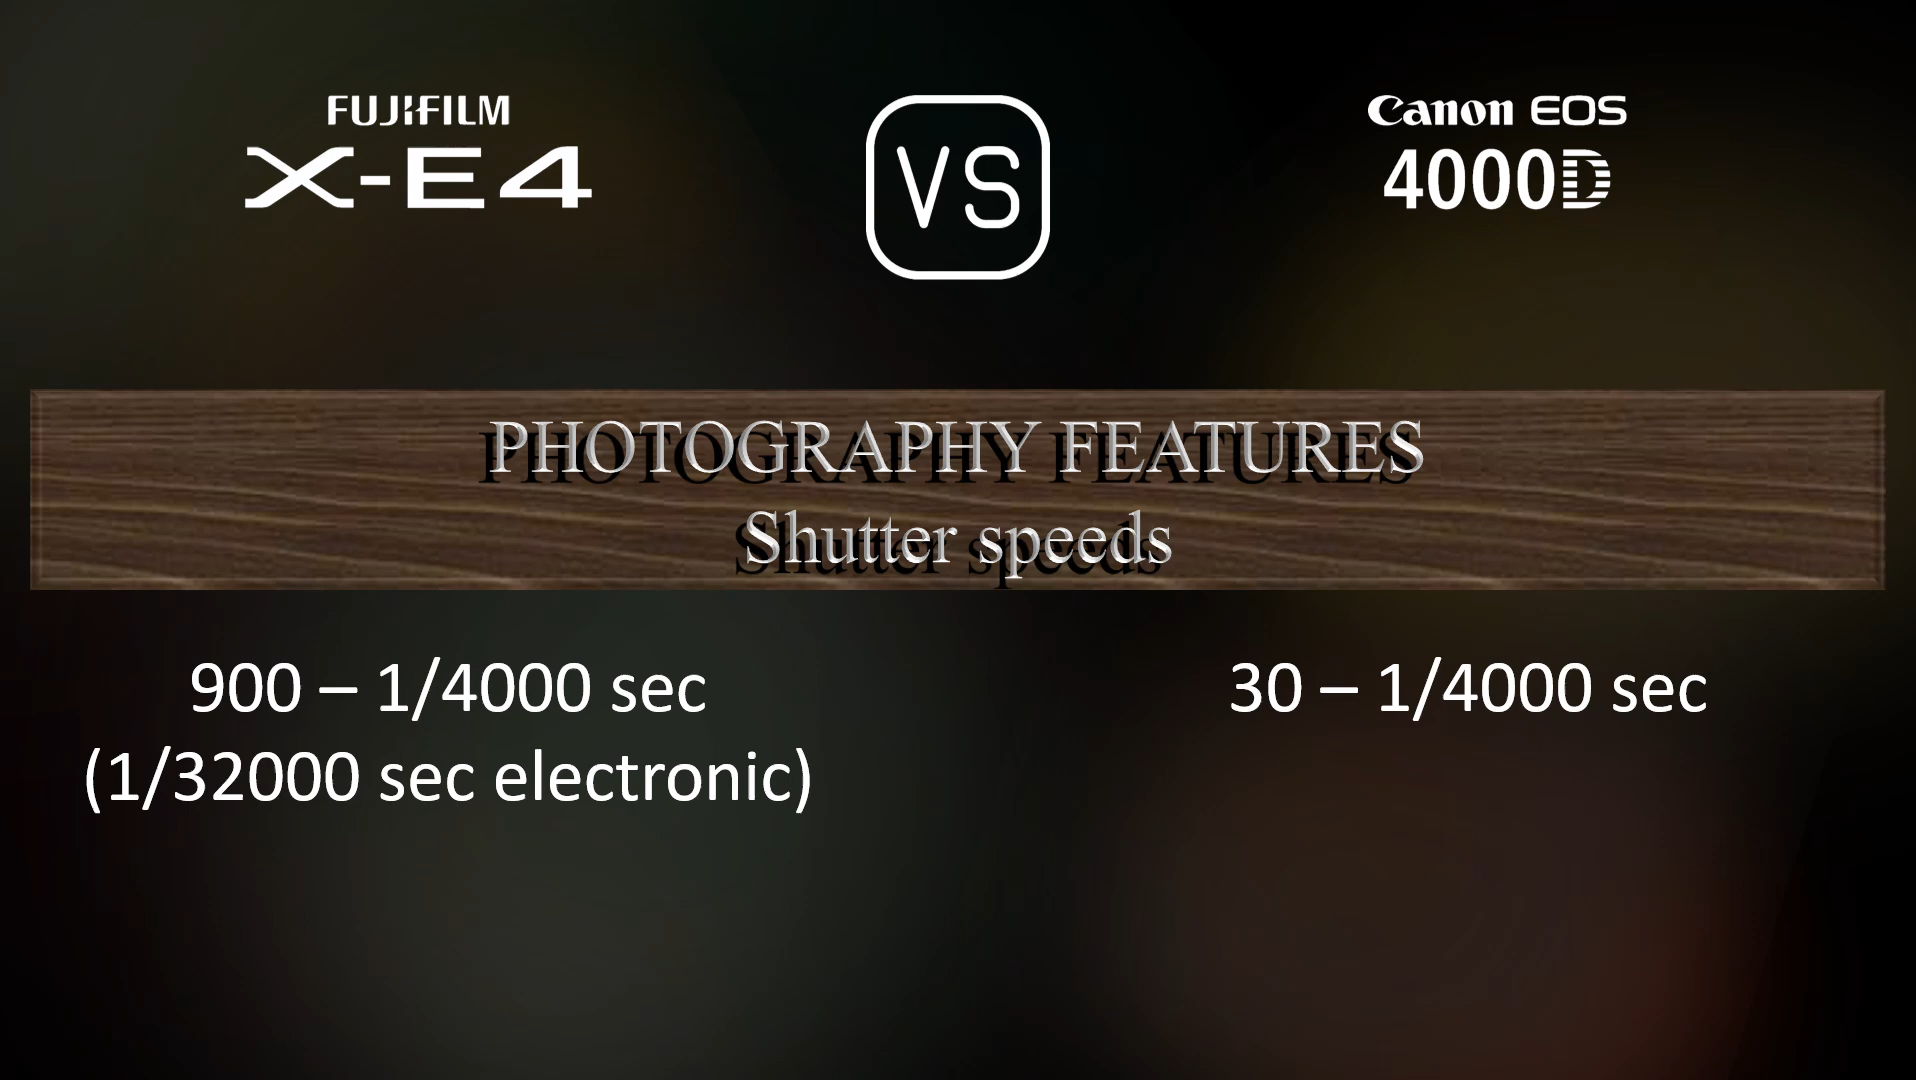 FUJIFILM
X-E4
VS
Canon EOS
4000D
PHOTOGRAPHY FEATURES
Shutter speeds
900 – 1/4000 sec
(1/32000 sec electronic)
30 – 1/4000 sec